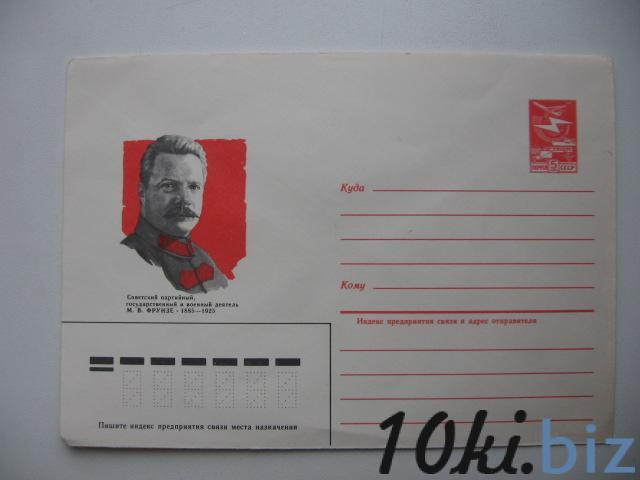 ПОЧТА 5 СССР
Куда
Кому
Советский партийный,
государственный и военный деятель
М. В. ФРУНЗЕ · 1885—1925
Индекс предприятия связи и адрес отправителя
Пишите индекс предприятия связи места назначения
10ki.biz